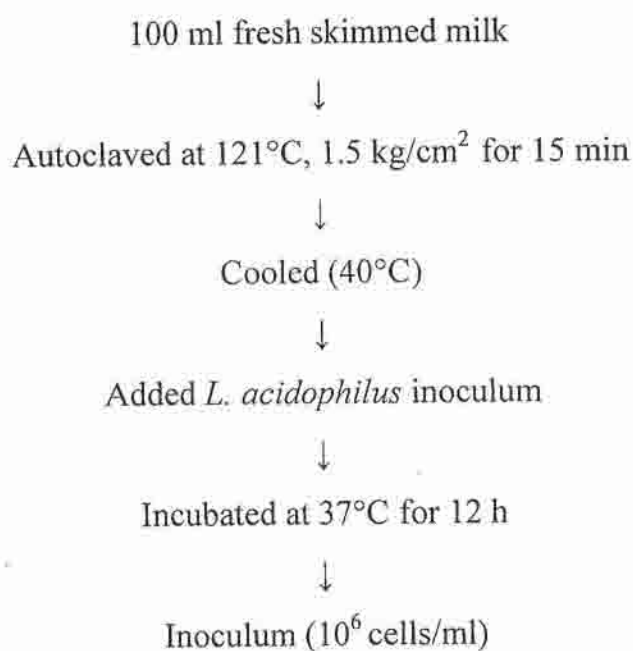 100 ml fresh skimmed milk
↓
Autoclaved at 121°C, 1.5 kg/cm² for 15 min
↓
Cooled (40°C)
↓
Added L. acidophilus inoculum
↓
Incubated at 37°C for 12 h
↓
Inoculum (10⁶ cells/ml)